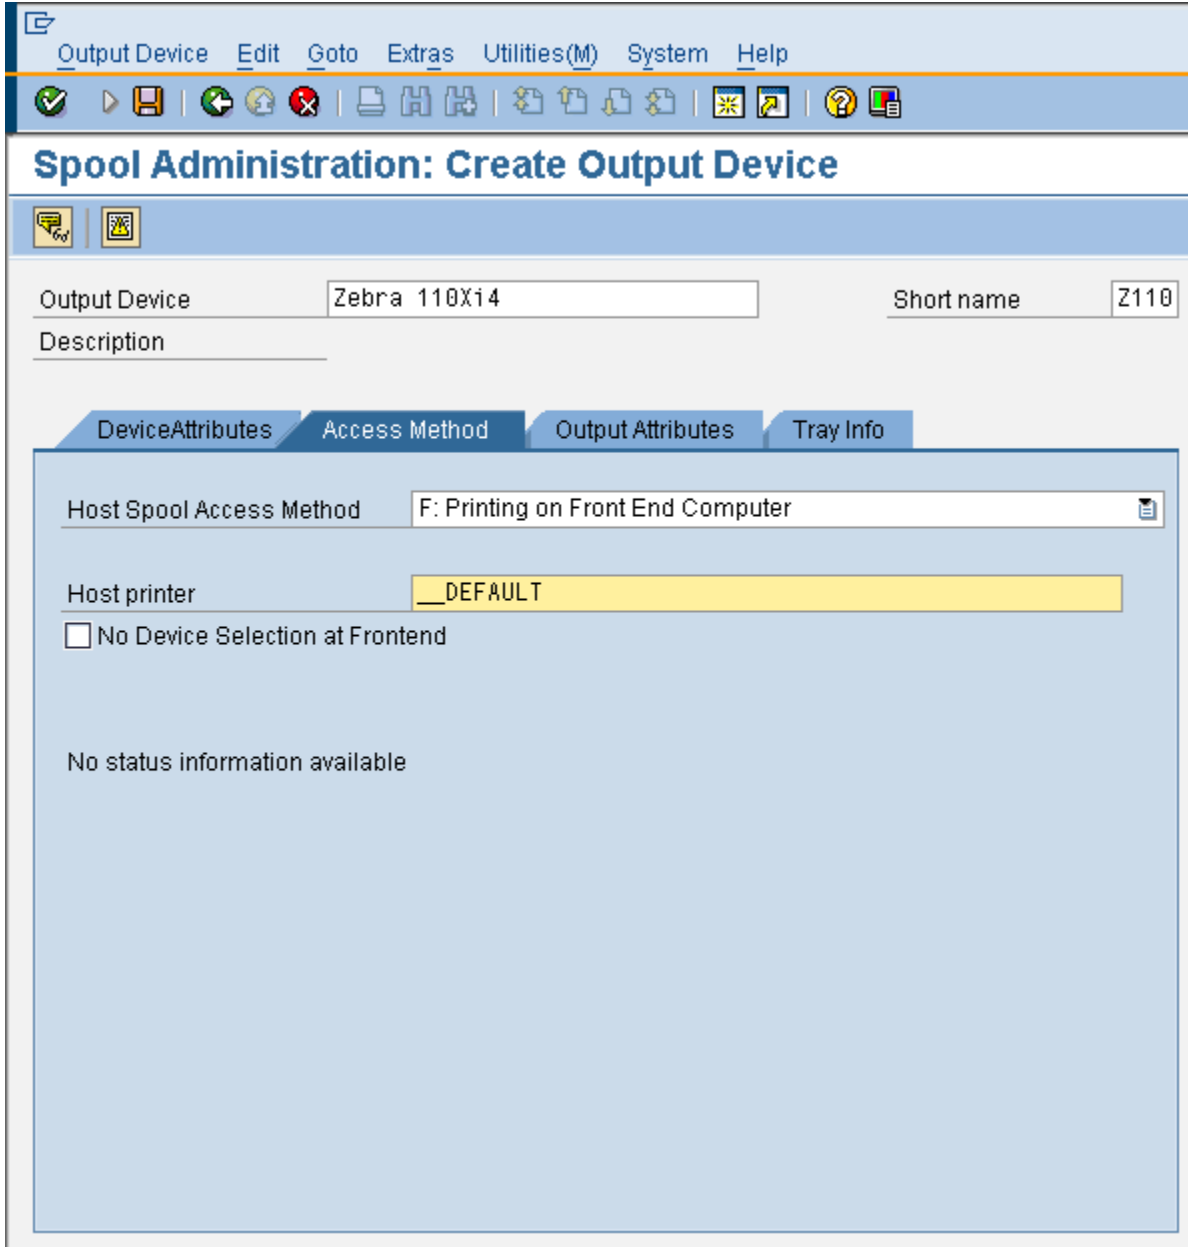 Output Device Edit Goto Extras Utilities(M) System Help
Spool Administration: Create Output Device
Output Device Zebra 110Xi4 Short name Z110
Description
DeviceAttributes Access Method Output Attributes Tray Info
Host Spool Access Method F: Printing on Front End Computer
Host printer __DEFAULT
No Device Selection at Frontend
No status information available